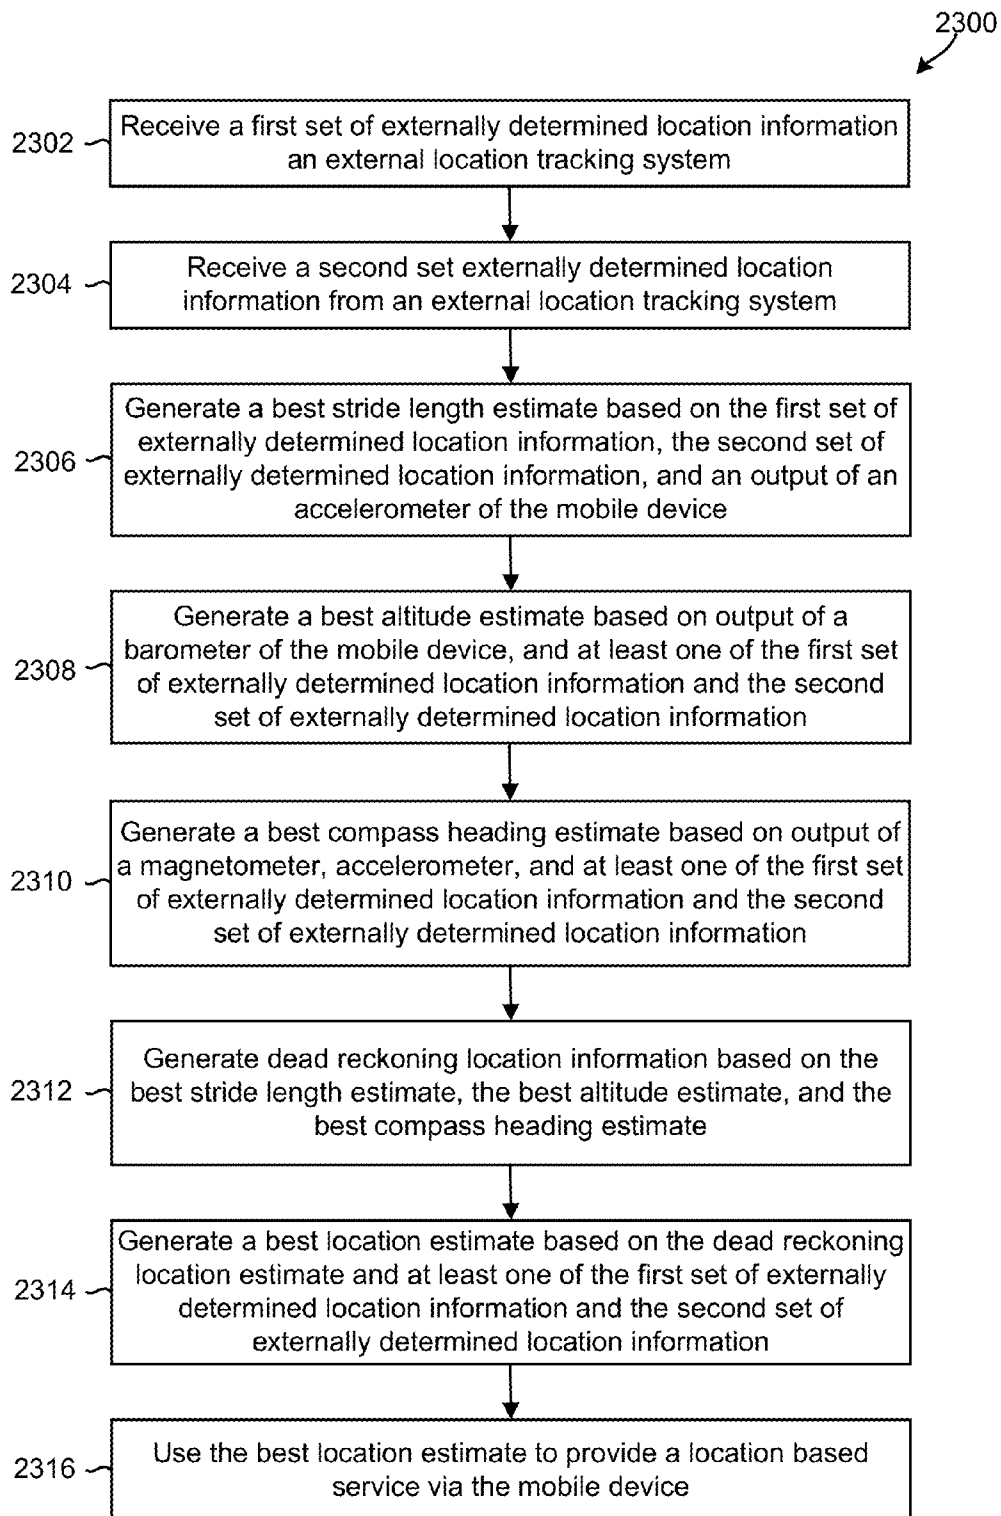 2300
2302
Receive a first set of externally determined location information
an external location tracking system
2304
Receive a second set externally determined location
information from an external location tracking system
2306
Generate a best stride length estimate based on the first set of
externally determined location information, the second set of
externally determined location information, and an output of an
accelerometer of the mobile device
2308
Generate a best altitude estimate based on output of a
barometer of the mobile device, and at least one of the first set
of externally determined location information and the second
set of externally determined location information
2310
Generate a best compass heading estimate based on output of
a magnetometer, accelerometer, and at least one of the first set
of externally determined location information and the second
set of externally determined location information
2312
Generate dead reckoning location information based on the
best stride length estimate, the best altitude estimate, and the
best compass heading estimate
2314
Generate a best location estimate based on the dead reckoning
location estimate and at least one of the first set of externally
determined location information and the second set of
externally determined location information
2316
Use the best location estimate to provide a location based
service via the mobile device